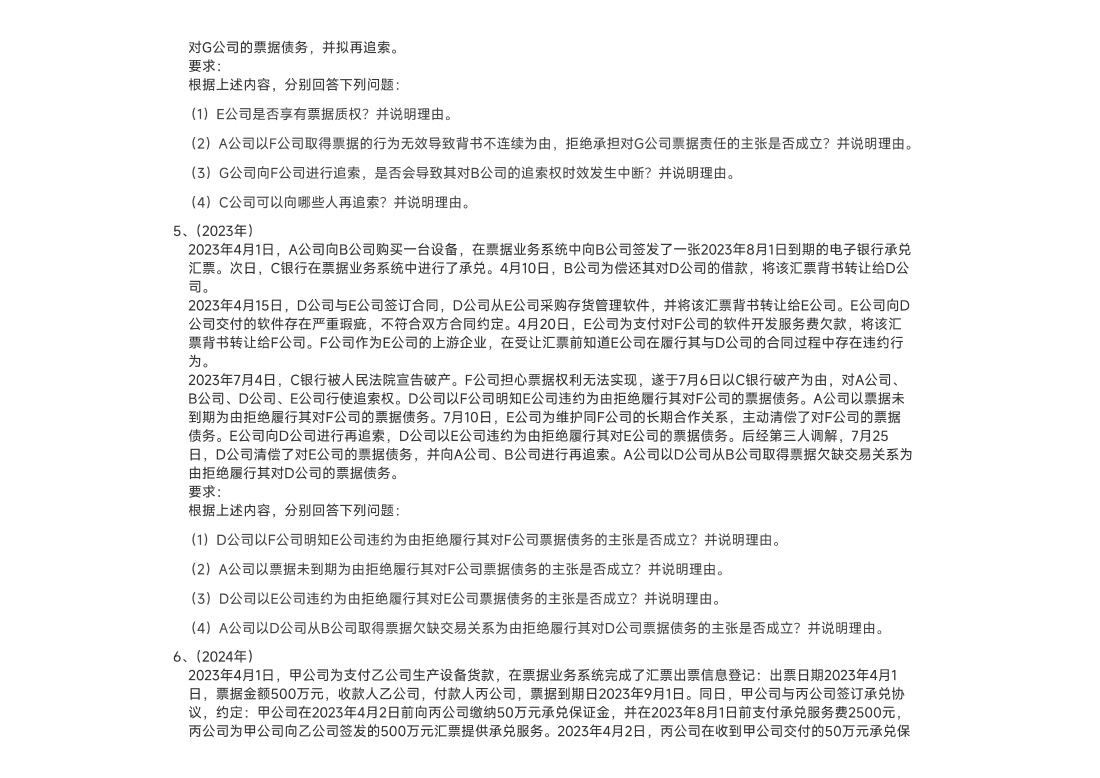 对G公司的票据债务，并拟再追索。
要求：
根据上述内容，分别回答下列问题：
（1）E公司是否享有票据质权？并说明理由。
（2）A公司以F公司取得票据的行为无效导致背书不连续为由，拒绝承担对G公司票据责任的主张是否成立？并说明理由。
（3）G公司向F公司进行追索，是否会导致其对B公司的追索权时效发生中断？并说明理由。
（4）C公司可以向哪些人再追索？并说明理由。
5、（2023年）
2023年4月1日，A公司向B公司购买一台设备，在票据业务系统中向B公司签发了一张2023年8月1日到期的电子银行承兑
汇票。次日，C银行在票据业务系统中进行了承兑。4月10日，B公司为偿还其对D公司的借款，将该汇票背书转让给D公
司。
2023年4月15日，D公司与E公司签订合同，D公司从E公司采购存货管理软件，并将该汇票背书转让给E公司。E公司向D
公司交付的软件存在严重瑕疵，不符合双方合同约定。4月20日，E公司为支付对F公司的软件开发服务费欠款，将该汇
票背书转让给F公司。F公司作为E公司的上游企业，在受让汇票前知道E公司在履行其与D公司的合同过程中存在违约行
为。
2023年7月4日，C银行被人民法院宣告破产。F公司担心票据权利无法实现，遂于7月6日以C银行破产为由，对A公司、
B公司、D公司、E公司行使追索权。D公司以F公司明知E公司违约为由拒绝履行其对F公司的票据债务。A公司以票据未
到期为由拒绝履行其对F公司的票据债务。7月10日，E公司为维护同F公司的长期合作关系，主动清偿了对F公司的票据
债务。E公司向D公司进行再追索，D公司以E公司违约为由拒绝履行其对E公司的票据债务。后经第三人调解，7月25
日，D公司清偿了对E公司的票据债务，并向A公司、B公司进行再追索。A公司以D公司从B公司取得票据欠缺交易关系为
由拒绝履行其对D公司的票据债务。
要求：
根据上述内容，分别回答下列问题：
（1）D公司以F公司明知E公司违约为由拒绝履行其对F公司票据债务的主张是否成立？并说明理由。
（2）A公司以票据未到期为由拒绝履行其对F公司票据债务的主张是否成立？并说明理由。
（3）D公司以E公司违约为由拒绝履行其对E公司票据债务的主张是否成立？并说明理由。
（4）A公司以D公司从B公司取得票据欠缺交易关系为由拒绝履行其对D公司票据债务的主张是否成立？并说明理由。
6、（2024年）
2023年4月1日，甲公司为支付乙公司生产设备货款，在票据业务系统完成了汇票出票信息登记：出票日期2023年4月1
日，票据金额500万元，收款人乙公司，付款人丙公司，票据到期日2023年9月1日。同日，甲公司与丙公司签订承兑协
议，约定：甲公司在2023年4月2日前向丙公司缴纳50万元承兑保证金，并在2023年8月1日前支付承兑服务费2500元，
丙公司为甲公司向乙公司签发的500万元汇票提供承兑服务。2023年4月2日，丙公司在收到甲公司交付的50万元承兑保